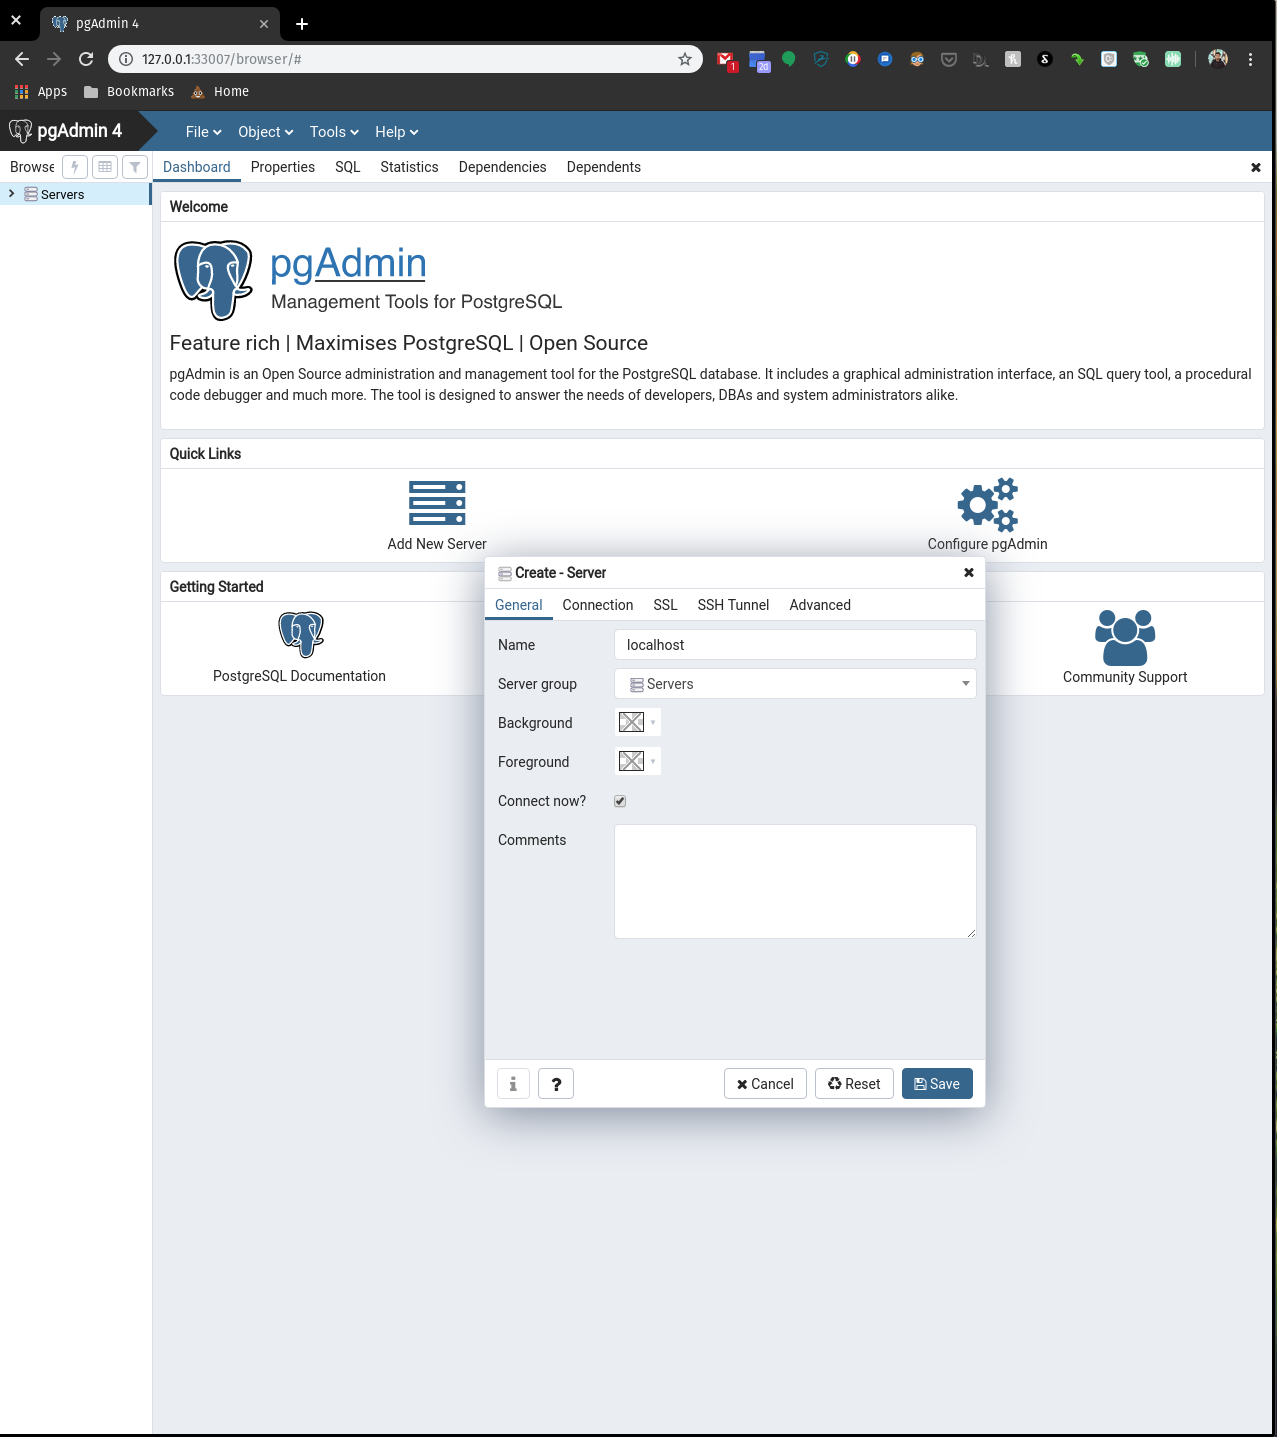 pgAdmin 4
127.0.0.1:33007/browser/#
1
2d
Apps
Bookmarks
Home
pgAdmin 4
File
Object
Tools
Help
Browse
Dashboard
Properties
SQL
Statistics
Dependencies
Dependents
Servers
Welcome
pgAdmin
Management Tools for PostgreSQL
Feature rich | Maximises PostgreSQL | Open Source
pgAdmin is an Open Source administration and management tool for the PostgreSQL database. It includes a graphical administration interface, an SQL query tool, a procedural
code debugger and much more. The tool is designed to answer the needs of developers, DBAs and system administrators alike.
Quick Links
Add New Server
Configure pgAdmin
Getting Started
PostgreSQL Documentation
Community Support
Create - Server
General
Connection
SSL
SSH Tunnel
Advanced
Name
localhost
Server group
Servers
Background
Foreground
Connect now?
Comments
i
?
Cancel
Reset
Save